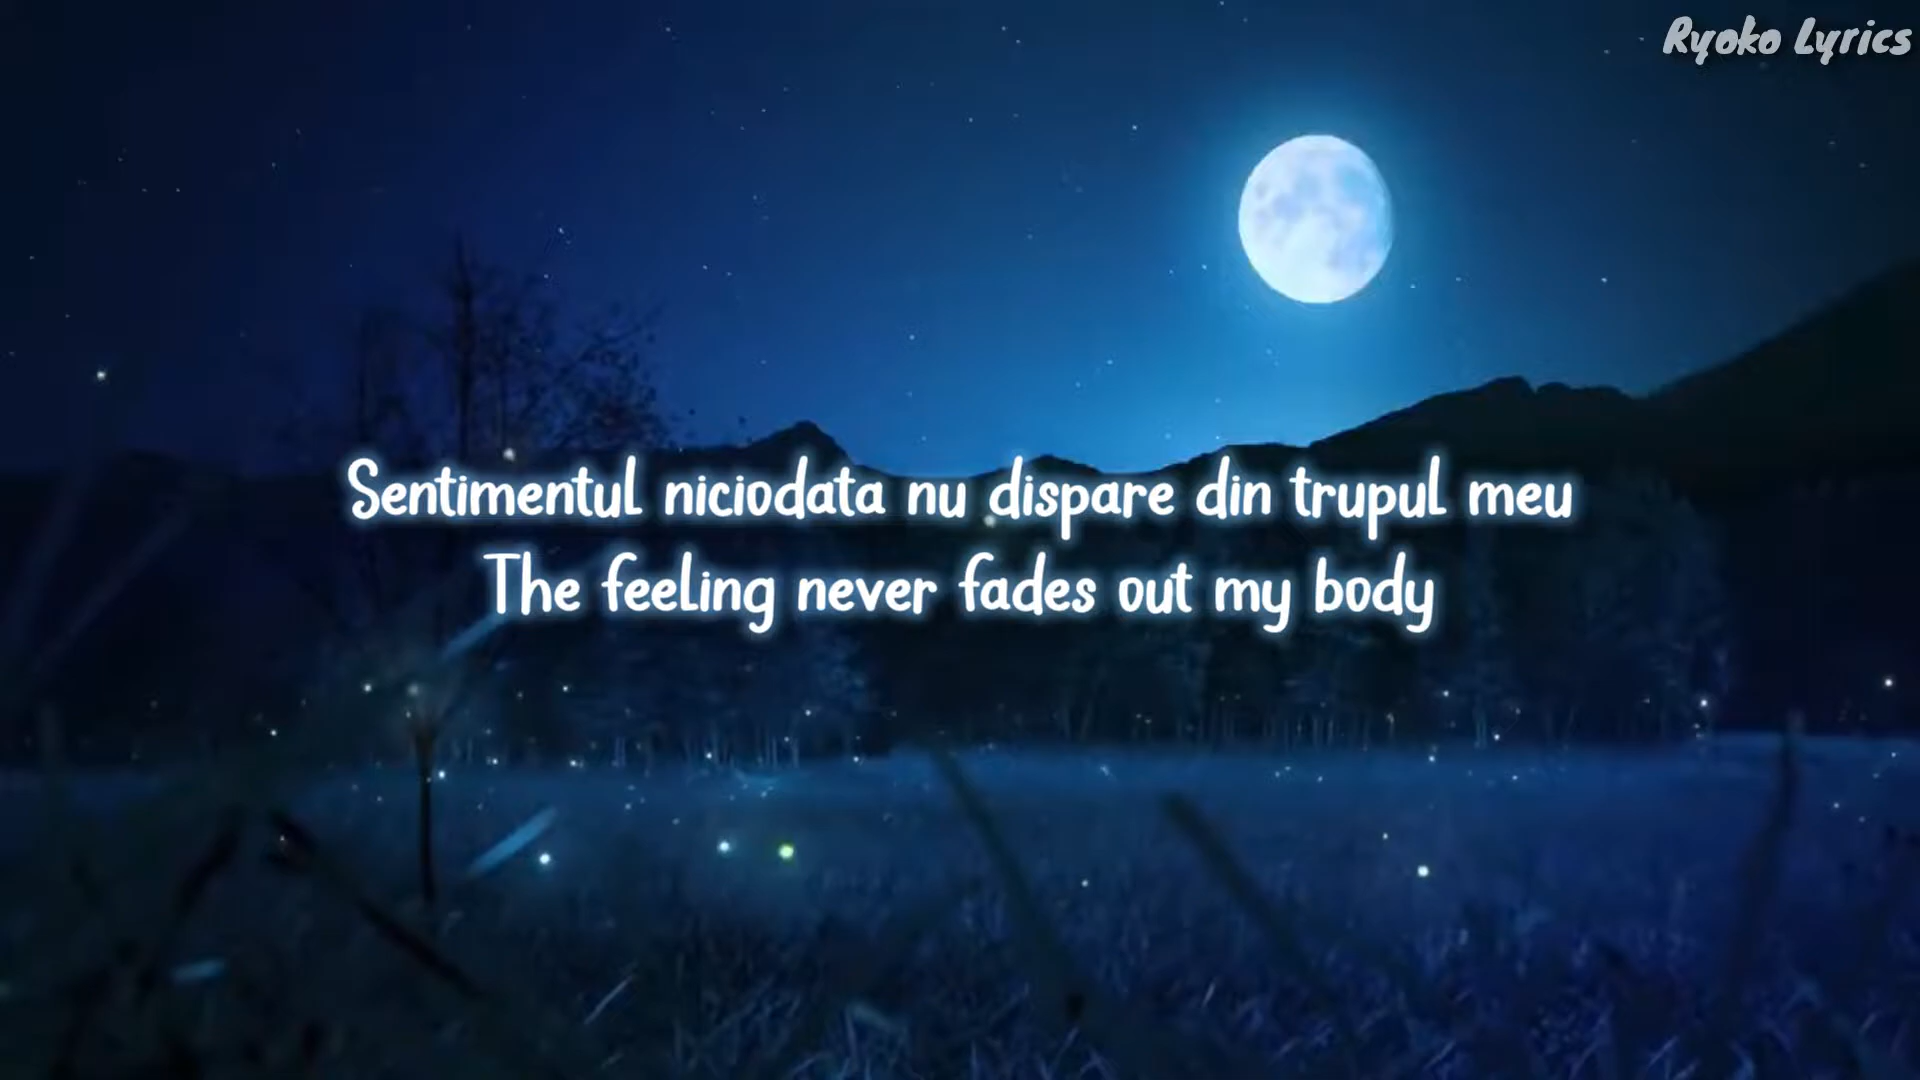 Ryoko Lyrics
Sentimentul niciodata nu dispare din trupul meu
The feeling never fades out my body